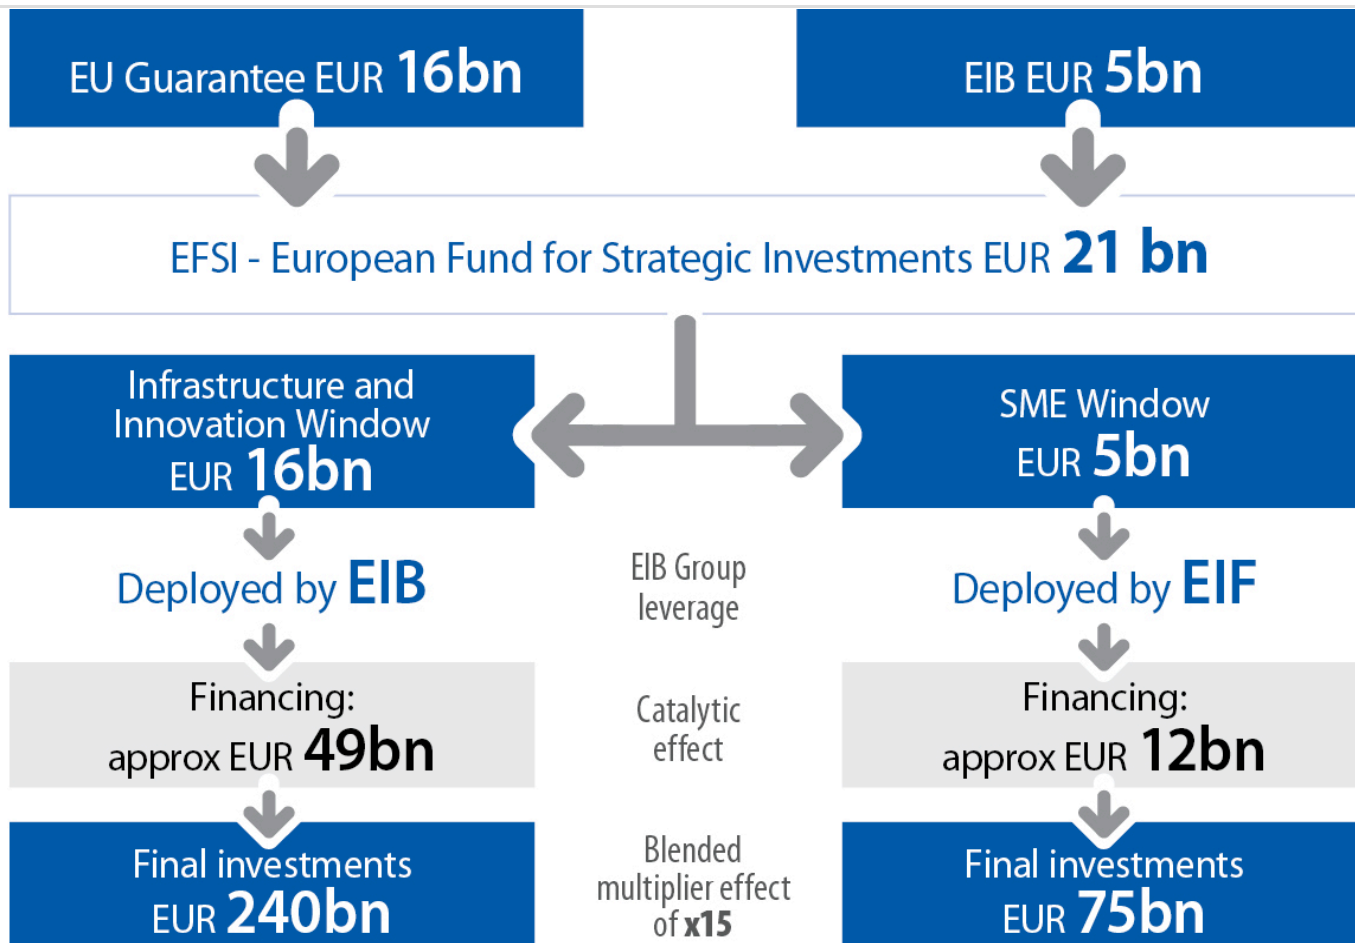 EU Guarantee EUR 16bn
EIB EUR 5bn
EFSI - European Fund for Strategic Investments EUR 21 bn
Infrastructure and
Innovation Window
EUR 16bn
SME Window
EUR 5bn
Deployed by EIB
EIB Group
leverage
Deployed by EIF
Financing:
approx EUR 49bn
Catalytic
effect
Financing:
approx EUR 12bn
Final investments
EUR 240bn
Blended
multiplier effect
of x15
Final investments
EUR 75bn